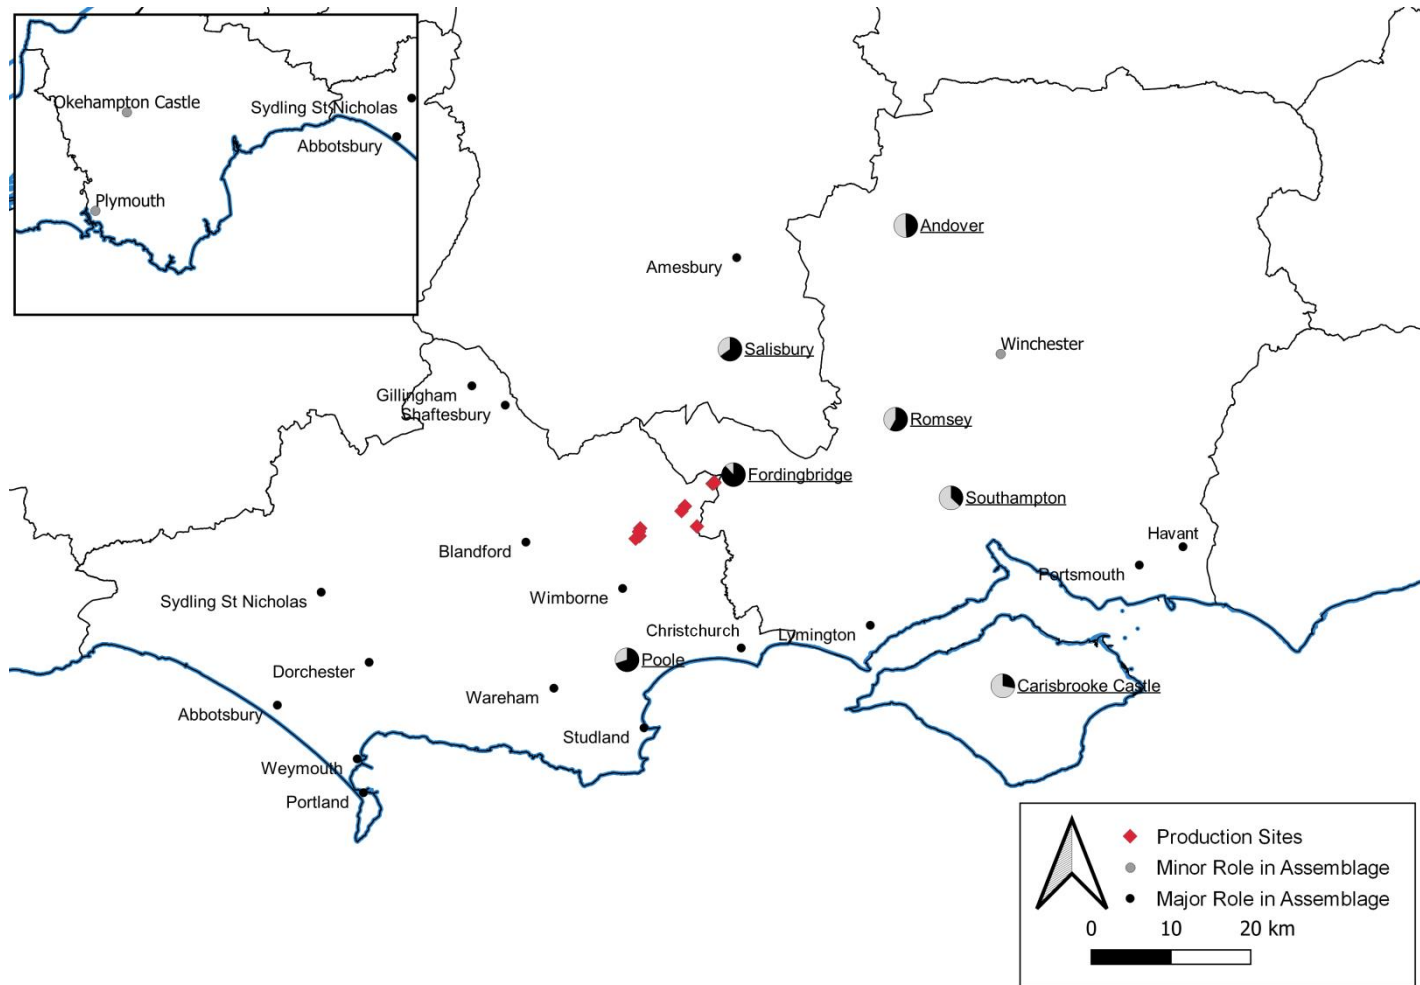 Okehampton Castle
Sydling St Nicholas
Abbotsbury
Plymouth
Andover
Amesbury
Winchester
Salisbury
Gillingham
Shaftesbury
Romsey
Fordingbridge
Southampton
Havant
Blandford
Portsmouth
Wimborne
Sydling St Nicholas
Christchurch
Lymington
Poole
Dorchester
Carisbrooke Castle
Wareham
Abbotsbury
Studland
Weymouth
Portland
Production Sites
Minor Role in Assemblage
Major Role in Assemblage
0 10 20 km